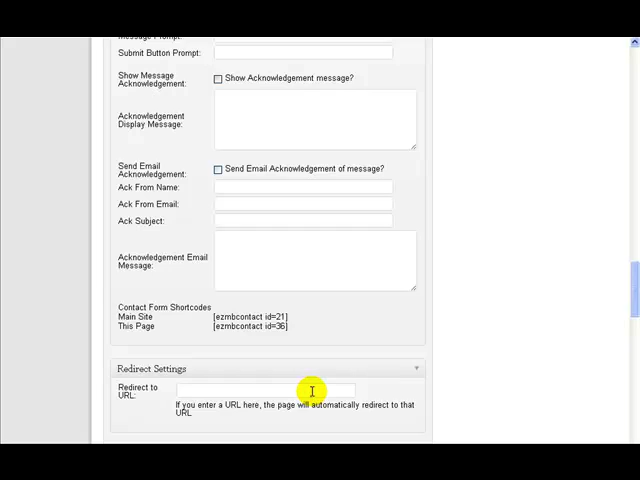 Message Prompt:
Submit Button Prompt:
Show Message
Acknowledgement:
Show Acknowledgement message?
Acknowledgement
Display Message:
Send Email
Acknowledgement:
Send Email Acknowledgement of message?
Ack From Name:
Ack From Email:
Ack Subject:
Acknowledgement Email
Message:
Contact Form Shortcodes
Main Site [ezmbcontact id=21]
This Page [ezmbcontact id=36]
Redirect Settings
Redirect to
URL:
If you enter a URL here, the page will automatically redirect to that
URL